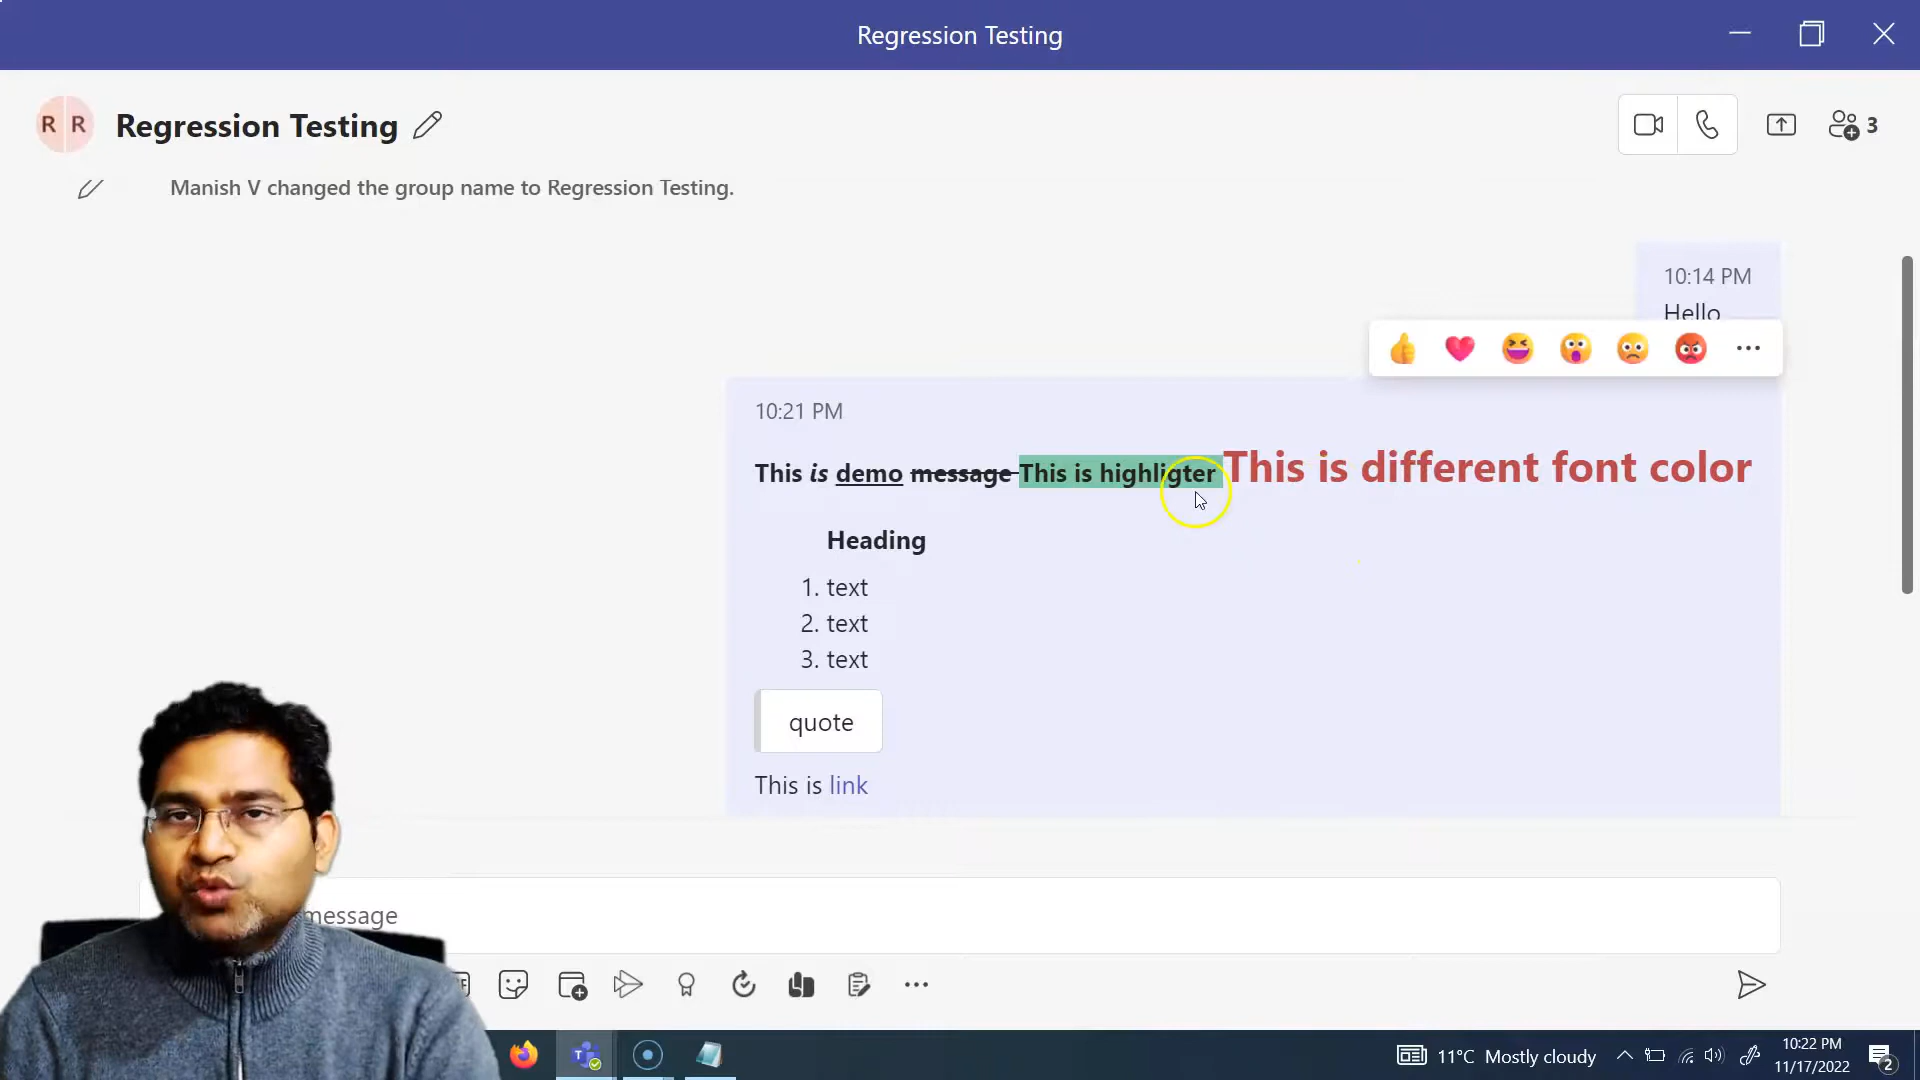 Regression Testing
R R Regression Testing
3
Manish V changed the group name to Regression Testing.
10:14 PM
Hello
10:21 PM
This is demo message This is highligter This is different font color
Heading
1. text
2. text
3. text
quote
This is link
message
11°C Mostly cloudy
10:22 PM
11/17/2022
2